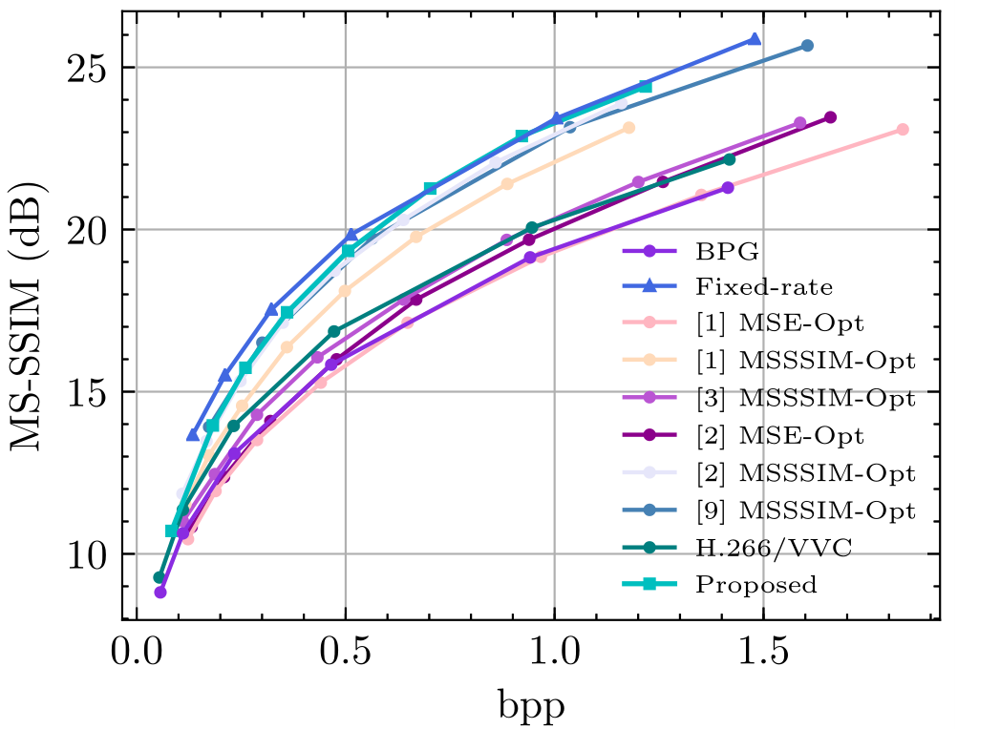 25
20
15
10
MS-SSIM (dB)
0.0
0.5
1.0
1.5
bpp
BPG
Fixed-rate
[1] MSE-Opt
[1] MSSSIM-Opt
[3] MSSSIM-Opt
[2] MSE-Opt
[2] MSSSIM-Opt
[9] MSSSIM-Opt
H.266/VVC
Proposed